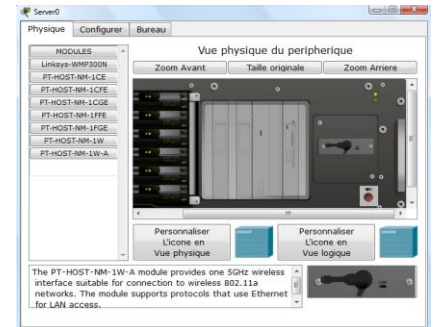 Server0
Physique
Configurer
Bureau
MODULES
Linksys-WMP300N
PT-HOST-NM-1CE
PT-HOST-NM-1CFE
PT-HOST-NM-1CGE
PT-HOST-NM-1FFE
PT-HOST-NM-1FGE
PT-HOST-NM-1W
PT-HOST-NM-1W-A
Vue physique du peripherique
Zoom Avant
Taille originale
Zoom Arriere
Personnaliser
L'icone en
Vue physique
Personnaliser
L'icone en
Vue logique
The PT-HOST-NM-1W-A module provides one 5GHz wireless
interface suitable for connection to wireless 802.11a
networks. The module supports protocols that use Ethernet
for LAN access.